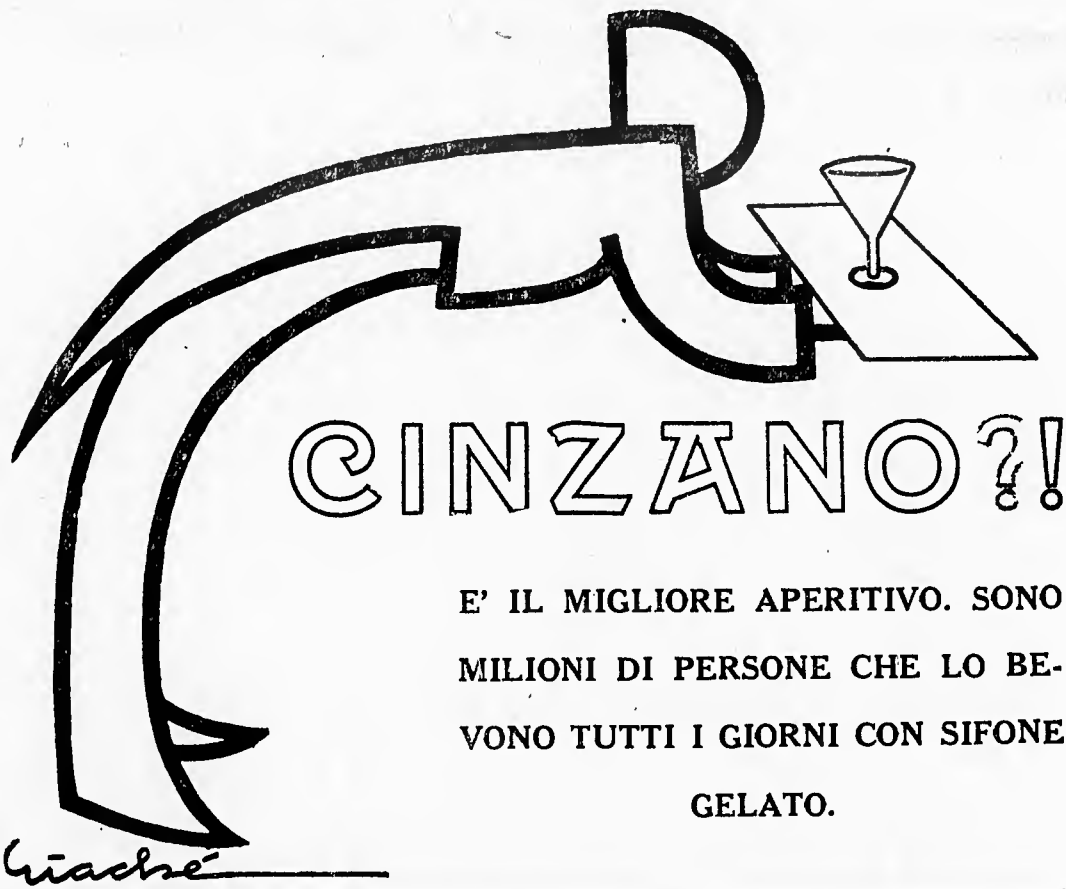 CINZANO?!
E' IL MIGLIORE APERITIVO. SONO
MILIONI DI PERSONE CHE LO BE-
VONO TUTTI I GIORNI CON SIFONE
GELATO.